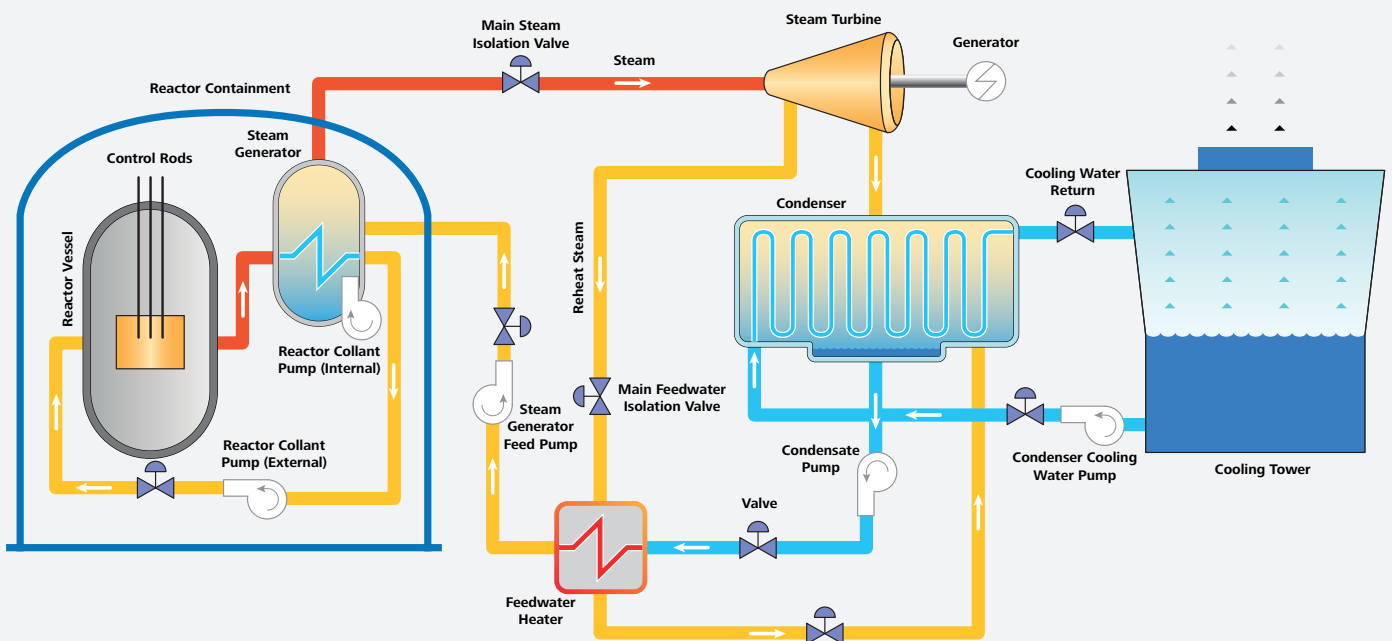 Main Steam
Isolation Valve
Steam Turbine
Generator
Steam
Reactor Containment
Steam
Generator
Control Rods
Cooling Water
Return
Condenser
Reactor Vessel
Reheat Steam
Reactor Collant
Pump (Internal)
Main Feedwater
Isolation Valve
Steam
Generator
Feed Pump
Reactor Collant
Pump (External)
Condensate
Pump
Condenser Cooling
Water Pump
Cooling Tower
Valve
Feedwater
Heater